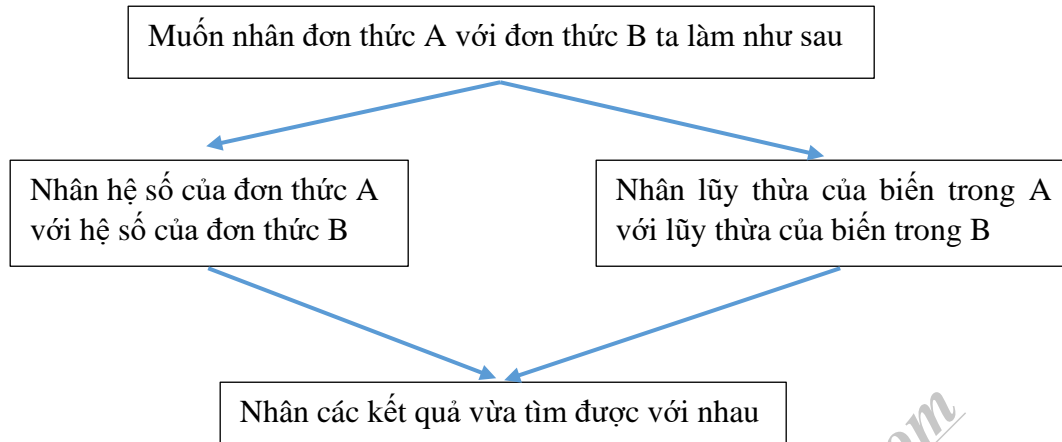 Muốn nhân đơn thức A với đơn thức B ta làm như sau
Nhân hệ số của đơn thức A
với hệ số của đơn thức B
Nhân lũy thừa của biến trong A
với lũy thừa của biến trong B
Nhân các kết quả vừa tìm được với nhau
com